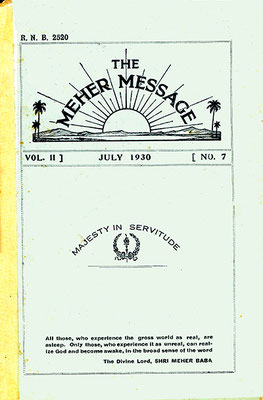 R. N. B. 2520
THE
MEHER MESSAGE
VOL. II ] JULY 1930 [ NO. 7
MAJESTY IN SERVITUDE
All those, who experience the gross world as real, are
asleep. Only those, who experience it as unreal, can real-
ize God and become awake, in the broad sense of the word
The Divine Lord, SHRI MEHER BABA